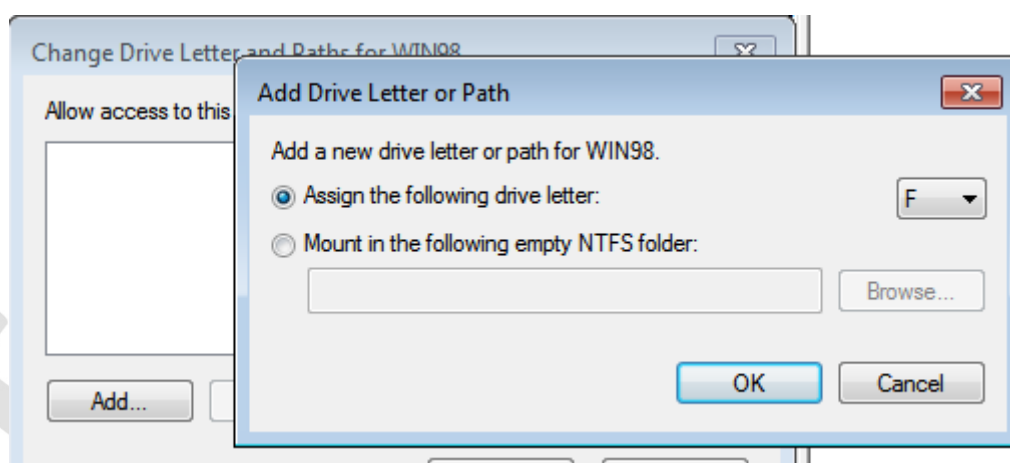 Change Drive Letter and Paths for WIN98
Allow access to this
Add...
Add Drive Letter or Path
Add a new drive letter or path for WIN98.
Assign the following drive letter:
F
Mount in the following empty NTFS folder:
Browse...
OK
Cancel